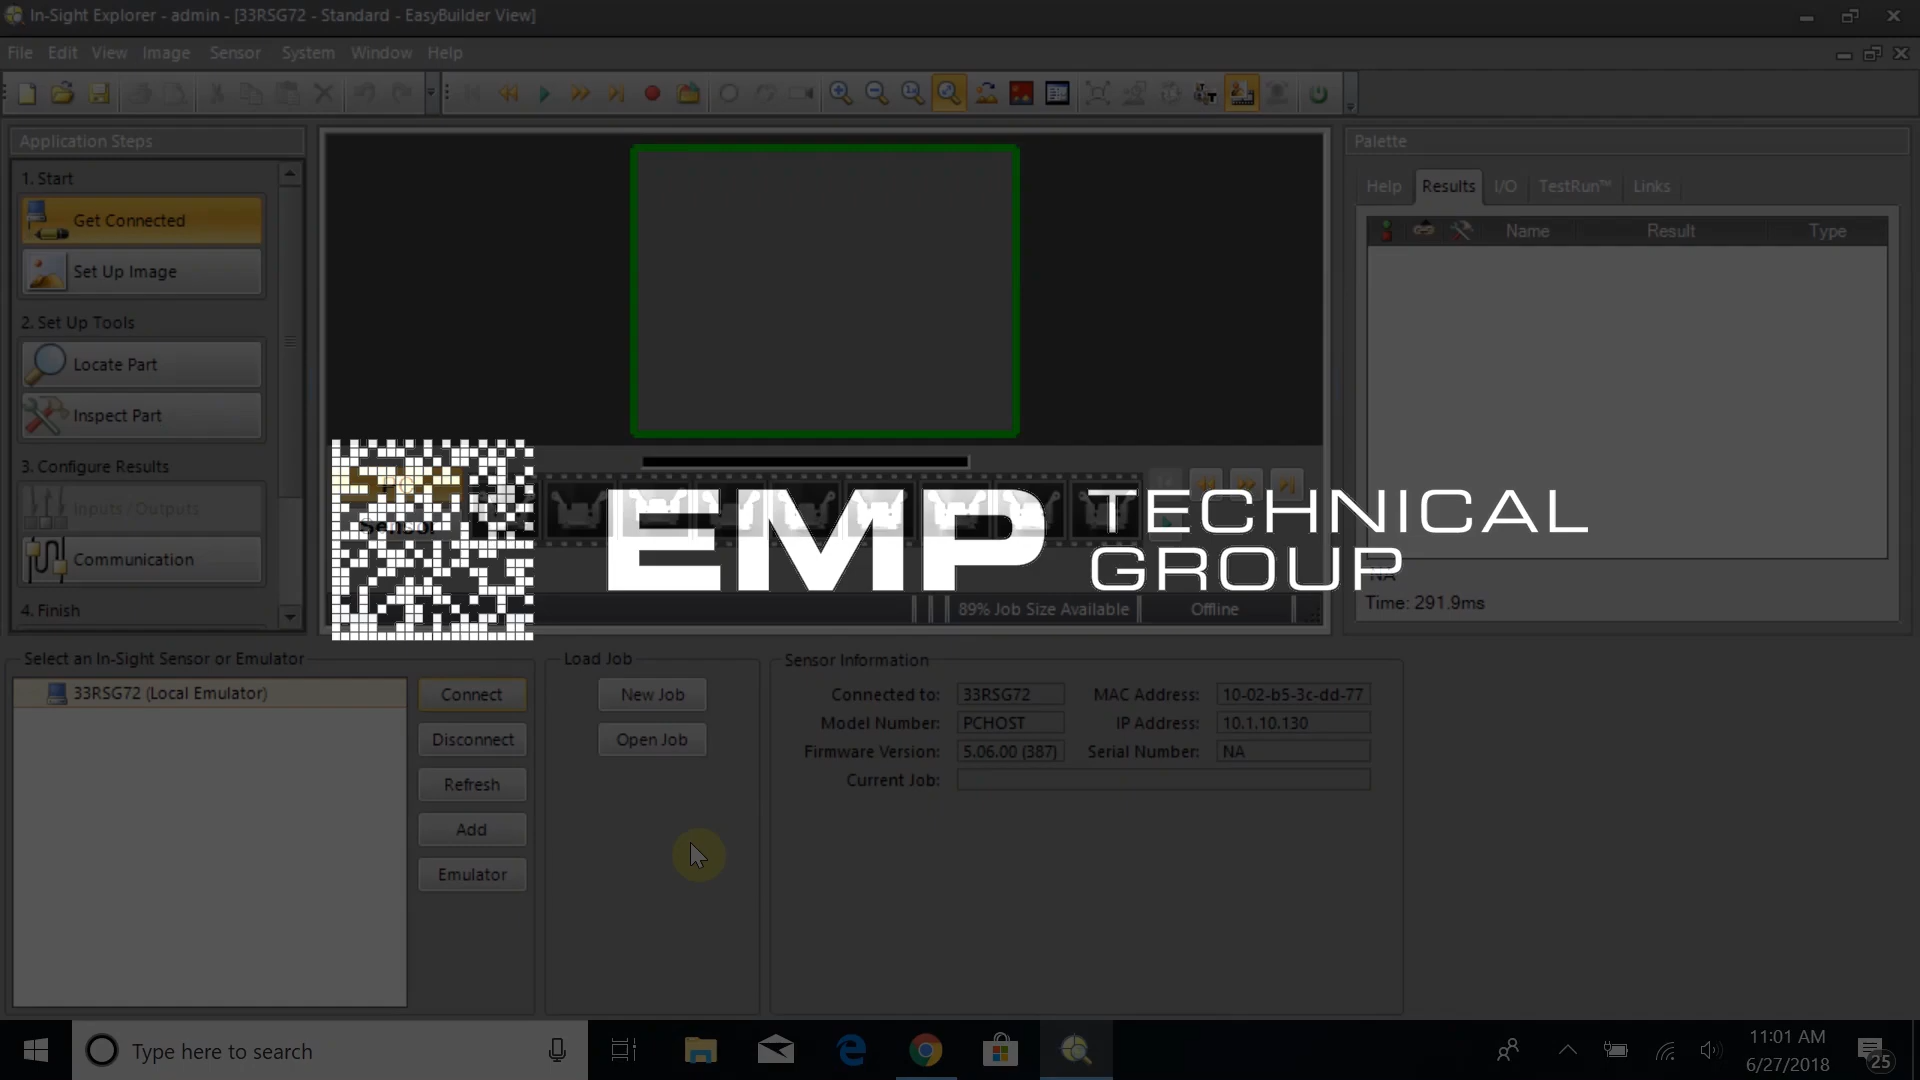 In-Sight Explorer - admin - [33RSG72 - Standard - EasyBuilder View]
File Edit View Image Sensor System Window Help
Application Steps
1. Start
Get Connected
Set Up Image
2. Set Up Tools
Locate Part
Inspect Part
3. Configure Results
Inputs/Outputs
Communication
4. Finish
Sensor
EMP TECHNICAL
GROUP
89% Job Size Available
Offline
Palette
Help Results I/O TestRun™ Links
Name Result Type
NA
Time: 291.9ms
Select an In-Sight Sensor or Emulator
33RSG72 (Local Emulator)
Connect
Disconnect
Refresh
Add
Emulator
Load Job
New Job
Open Job
Sensor Information
Connected to: 33RSG72 MAC Address: 10-02-b5-3c-dd-77
Model Number: PCHOST IP Address: 10.1.10.130
Firmware Version: 5.06.00 (387) Serial Number: NA
Current Job:
Type here to search
11:01 AM
6/27/2018
25